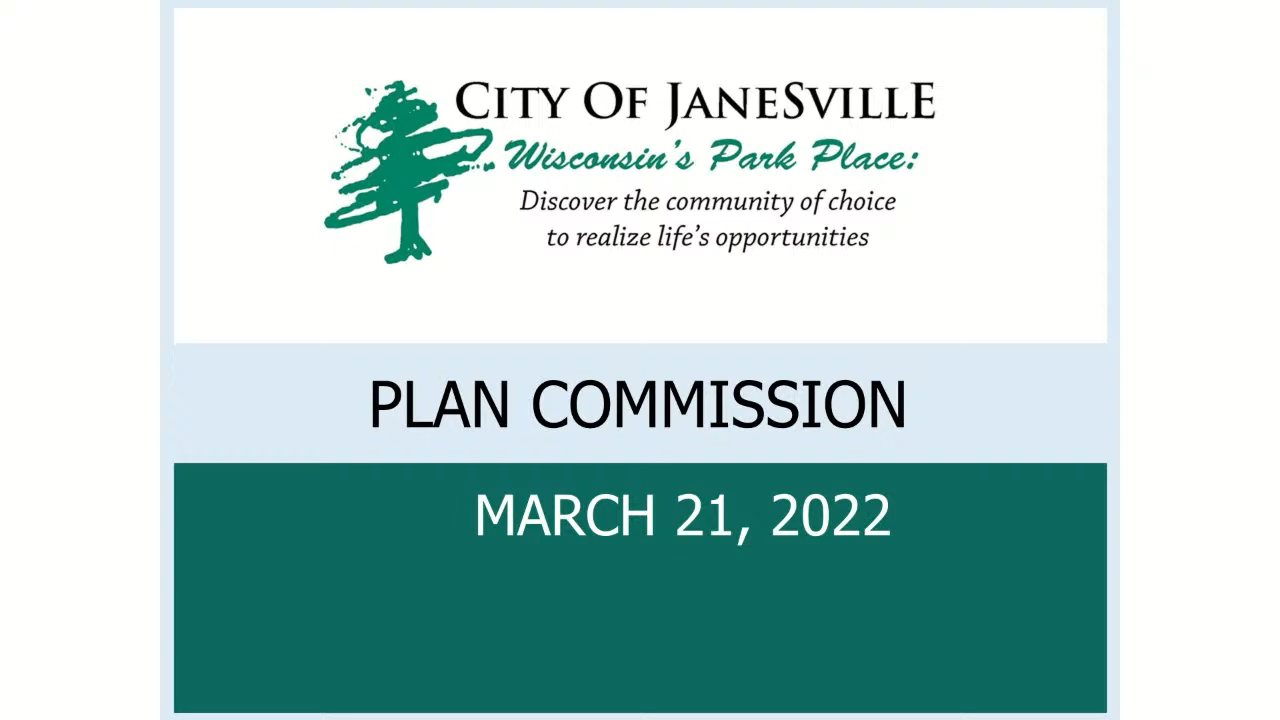 CITY OF JANESVILLE
Wisconsin's Park Place:
Discover the community of choice
to realize life's opportunities
PLAN COMMISSION
MARCH 21, 2022